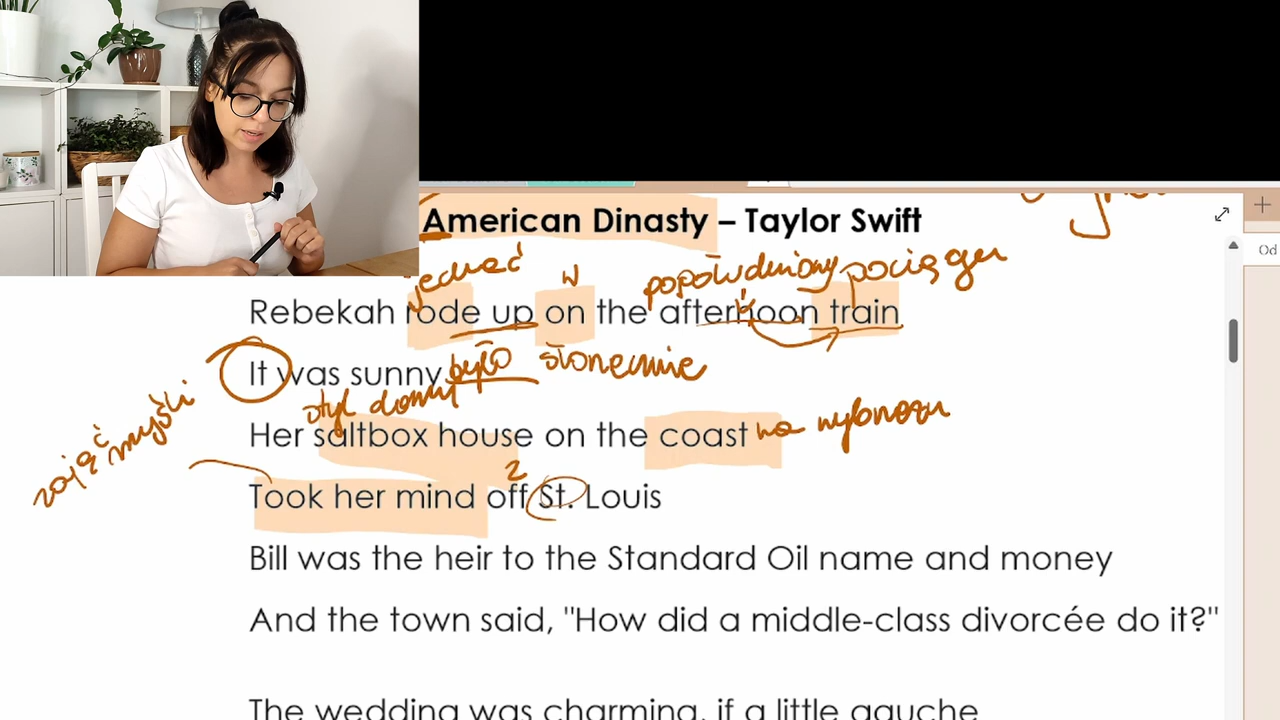 American Dinasty – Taylor Swift
jechać w popołudniowy pociągu
Rebekah rode up on the afternoon train
It was sunny było słonecznie
styl domu
zająć myśli
Her saltbox house on the coast na wybrzeżu
z
Took her mind off St. Louis
Bill was the heir to the Standard Oil name and money
And the town said, "How did a middle-class divorcée do it?"
The wedding was charming, if a little gauche
Od